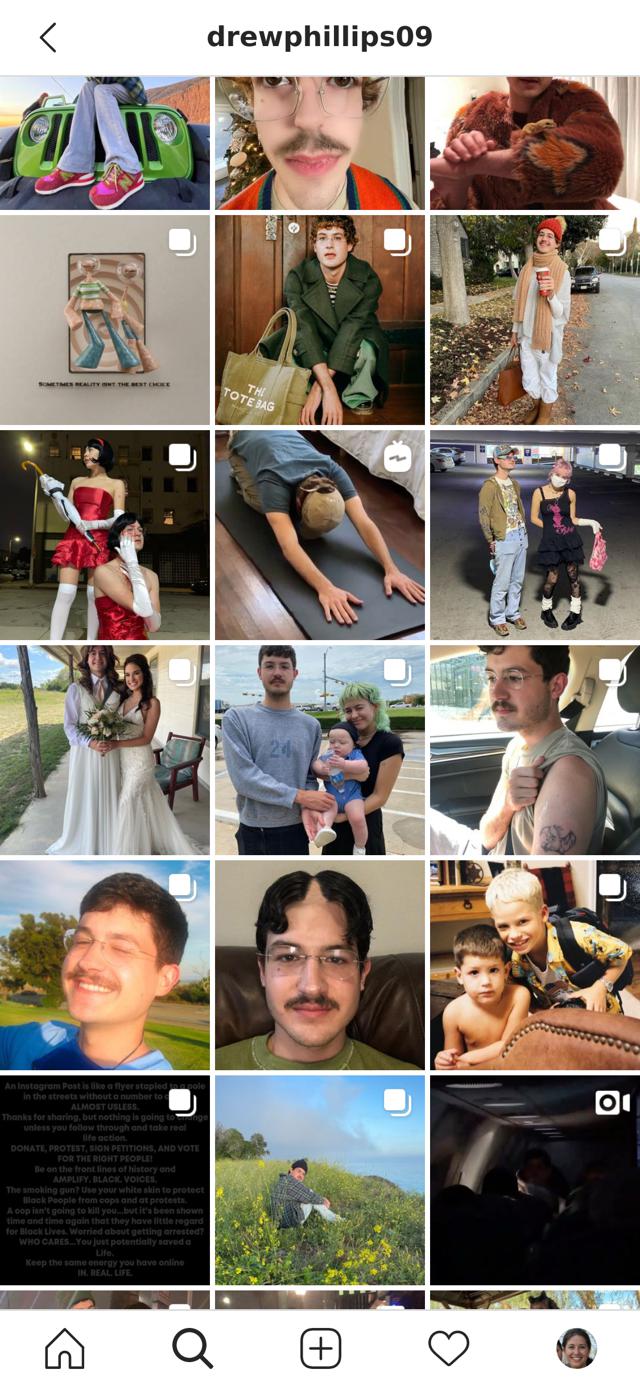 drewphillips09
SOMETIMES REALITY ISN'T THE BEST CHOICE
THE
TOTE BAG
24
An Instagram Post is like a flyer stapled to a pole
in the streets without a number to
ALMOST USLESS.
Thanks for sharing, but nothing is going to
unless you follow through and take real
life action.
DONATE, PROTEST, SIGN PETITIONS, AND VOTE
FOR THE RIGHT PEOPLE!
Be on the front lines of history and
AMPLIFY. BLACK. VOICES.
The smoking gun? Use your white skin to protect
Black People from cops and at protests.
A cop isn't going to kill you...but it's been shown
time and time again that they have little regard
for Black Lives. Worried about getting arrested?
WHO CARES...You just potentially saved a
Life.
Keep the same energy you have online
IN. REAL. LIFE.